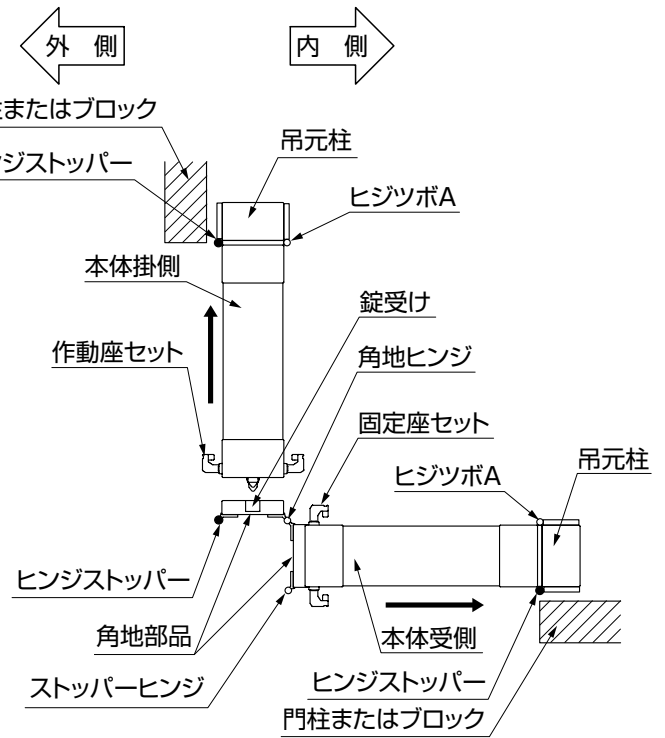 外 側
内 側
またはブロック
吊元柱
ンジストッパー
ヒジツボA
本体掛側
錠受け
作動座セット
角地ヒンジ
固定座セット
吊元柱
ヒジツボA
ヒンジストッパー
角地部品
本体受側
ストッパーヒンジ
ヒンジストッパー
門柱またはブロック